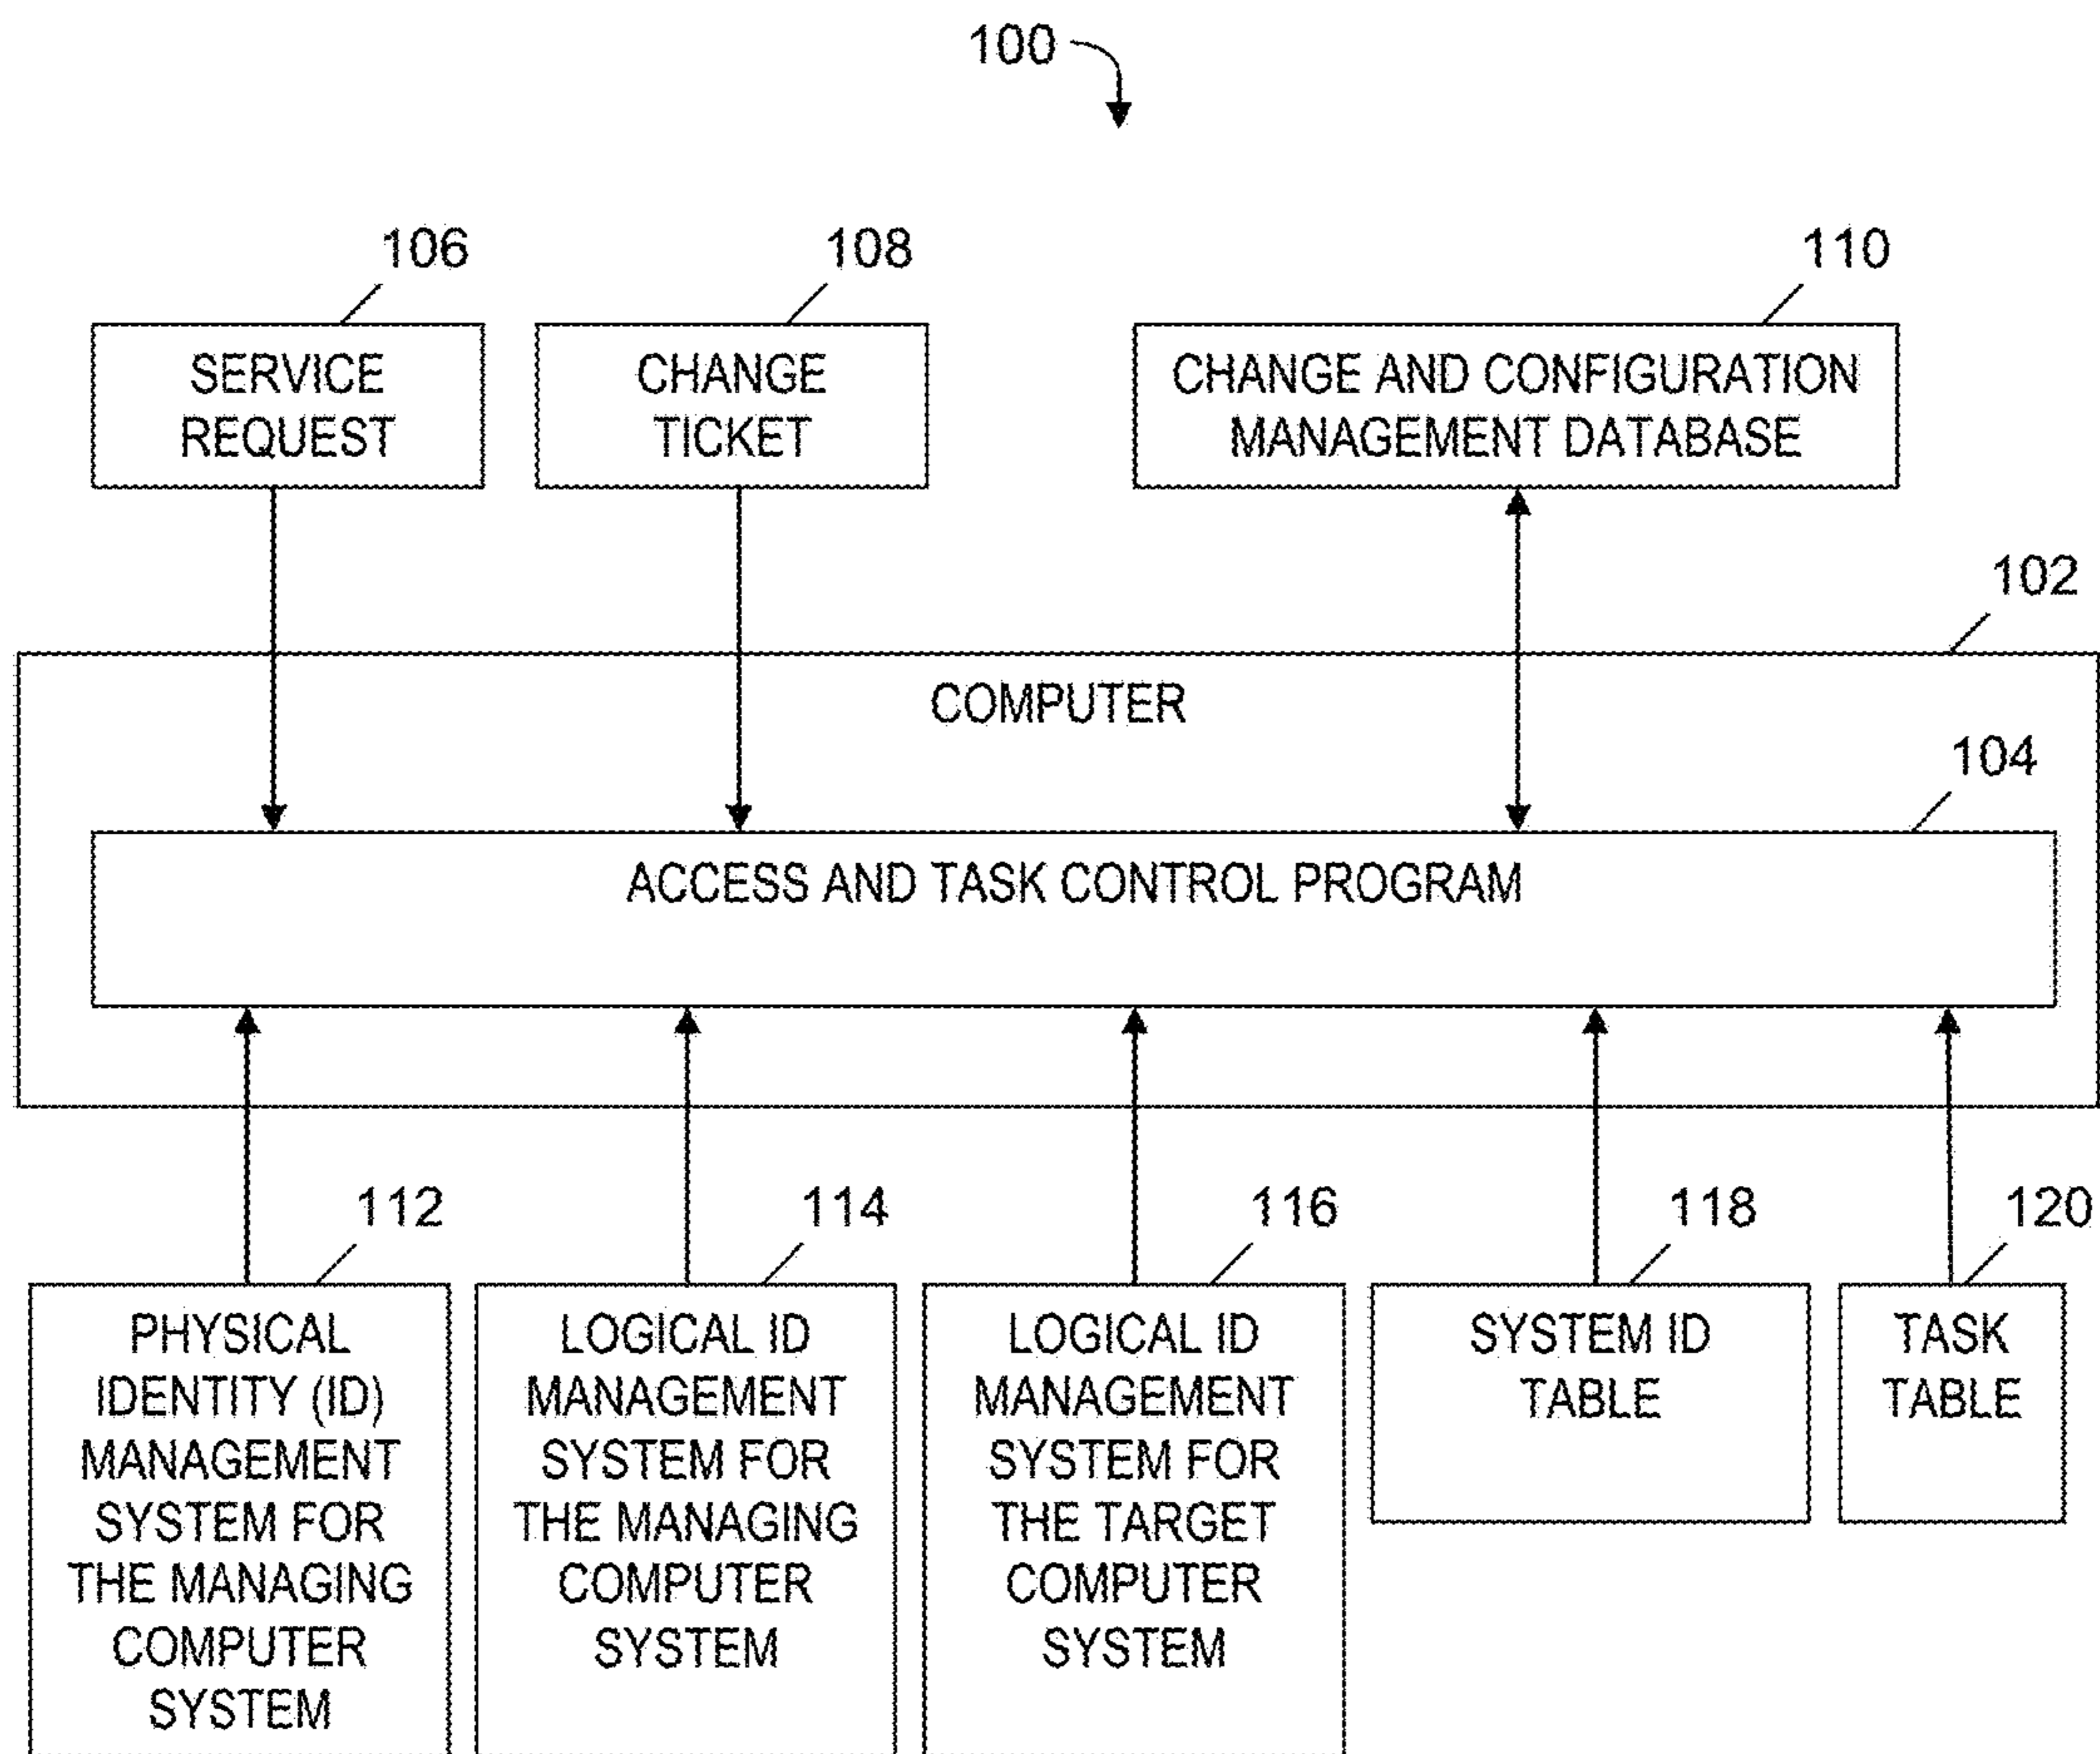 100
106
108
110
SERVICE
REQUEST
CHANGE
TICKET
CHANGE AND CONFIGURATION
MANAGEMENT DATABASE
102
COMPUTER
104
ACCESS AND TASK CONTROL PROGRAM
112
114
116
118
120
PHYSICAL
IDENTITY (ID)
MANAGEMENT
SYSTEM FOR
THE MANAGING
COMPUTER
SYSTEM
LOGICAL ID
MANAGEMENT
SYSTEM FOR
THE MANAGING
COMPUTER
SYSTEM
LOGICAL ID
MANAGEMENT
SYSTEM FOR
THE TARGET
COMPUTER
SYSTEM
SYSTEM ID
TABLE
TASK
TABLE